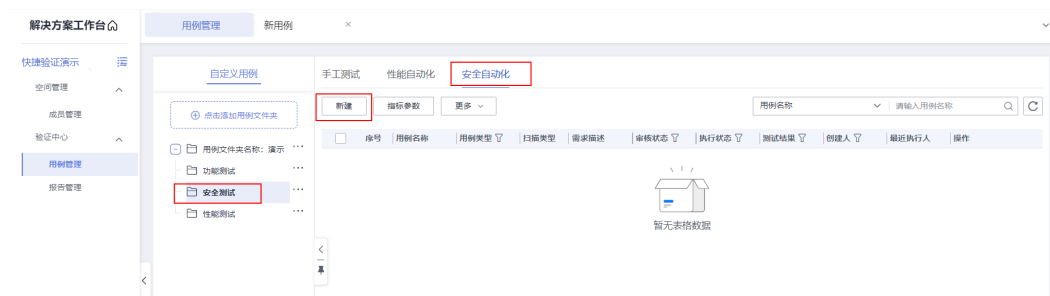 解决方案工作台
用例管理 新用例
快捷验证演示
空间管理
成员管理
验证中心
用例管理
报告管理
自定义用例
点击添加用例文件夹
用例文件夹名称：演示
功能测试
安全测试
性能测试
手工测试 性能自动化 安全自动化
新建 指标参数 更多 用例名称 请输入用例名称
序号 用例名称 用例类型 扫描类型 需求描述 审核状态 执行状态 测试结果 创建人 最近执行人 操作
暂无表格数据